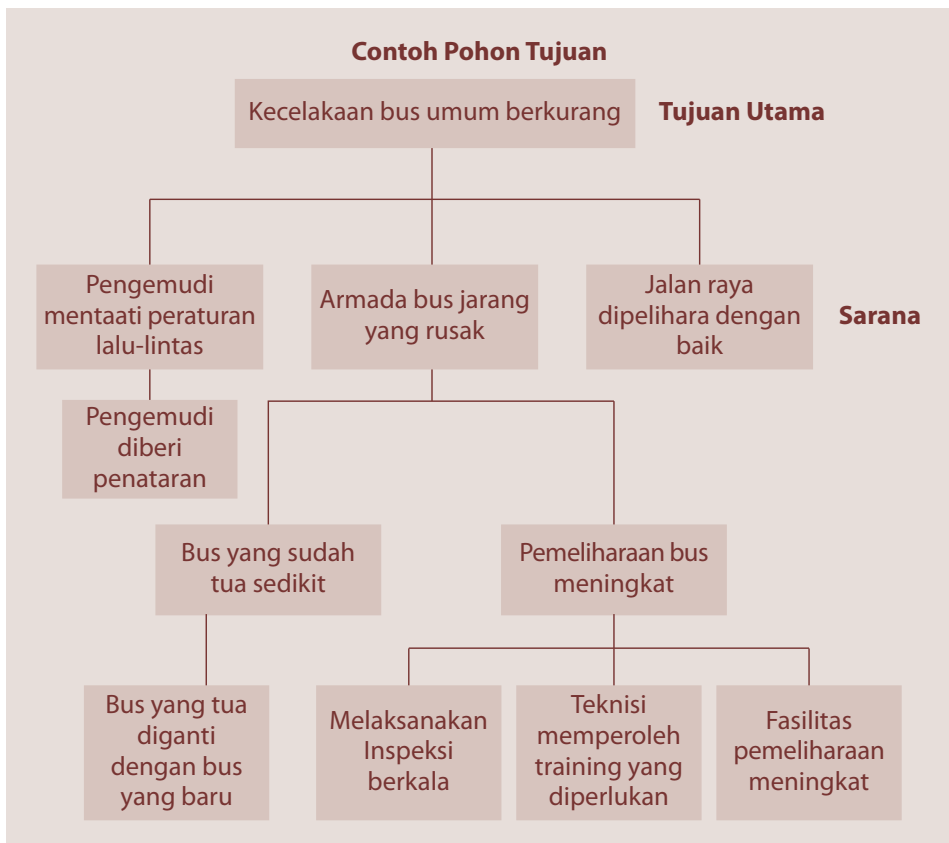 Contoh Pohon Tujuan
Kecelakaan bus umum berkurang
Tujuan Utama
Pengemudi
mentaati peraturan
lalu-lintas
Armada bus jarang
yang rusak
Jalan raya
dipelihara dengan
baik
Sarana
Pengemudi
diberi
penataran
Bus yang sudah
tua sedikit
Pemeliharaan bus
meningkat
Bus yang tua
diganti
dengan bus
yang baru
Melaksanakan
Inspeksi
berkala
Teknisi
memperoleh
training yang
diperlukan
Fasilitas
pemeliharaan
meningkat